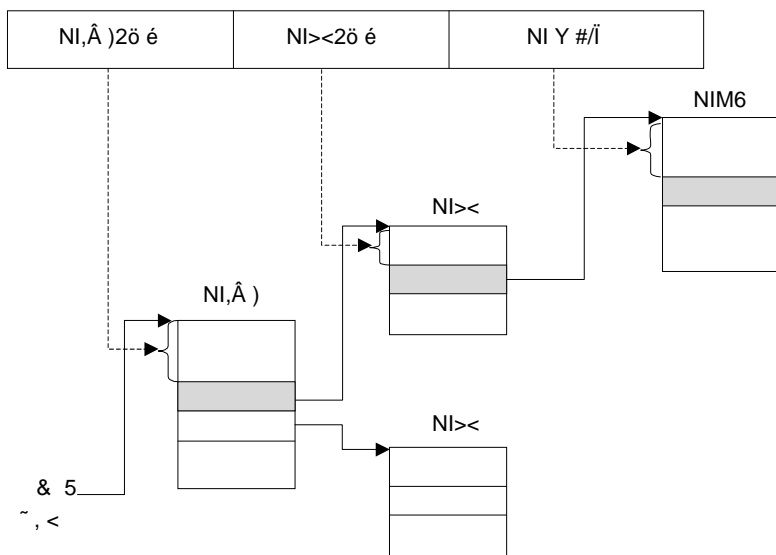 NI,Â )2ö é
NI><2ö é
NI Y #/Ï
NIM6
NI><
NI,Â )
NI><
& 5
˜ , <